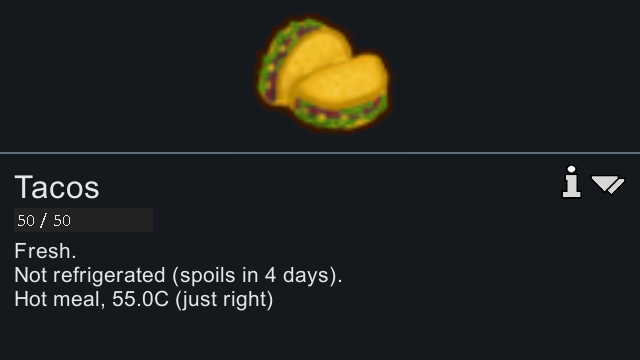 Tacos
50 / 50
Fresh.
Not refrigerated (spoils in 4 days).
Hot meal, 55.0C (just right)